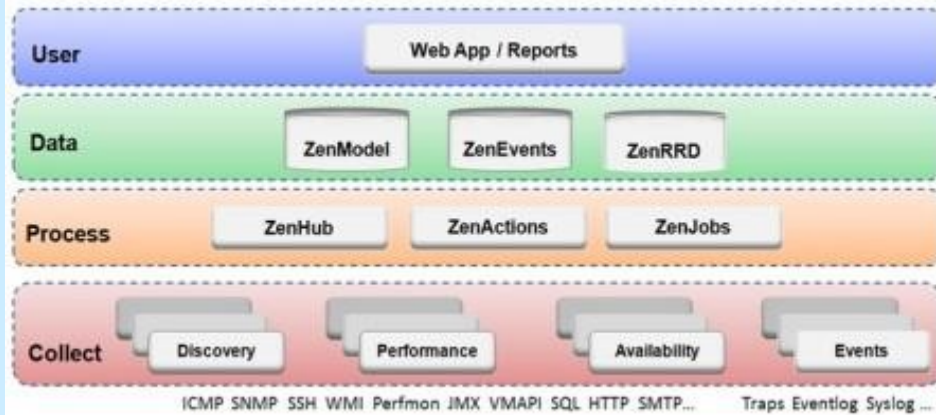 User
Web App / Reports
Data
ZenModel
ZenEvents
ZenRRD
Process
ZenHub
ZenActions
ZenJobs
Collect
Discovery
Performance
Availability
Events
ICMP SNMP SSH WMI Perfmon JMX VMAPI SQL HTTP SMTP...
Traps Eventlog Syslog ...